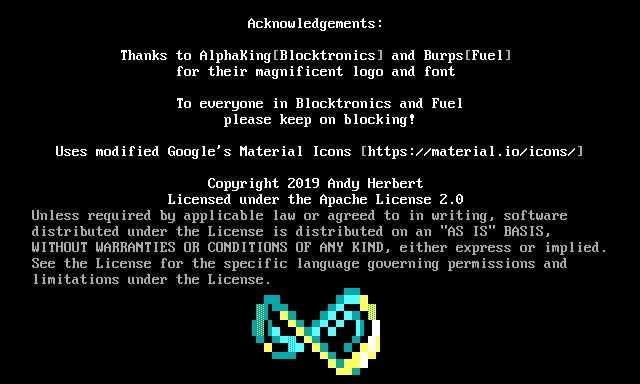 Acknowledgements:
Thanks to AlphaKing[Blocktronics] and Burps[Fuel]
for their magnificent logo and font
To everyone in Blocktronics and Fuel
please keep on blocking!
Uses modified Google's Material Icons [https://material.io/icons/]
Copyright 2019 Andy Herbert
Licensed under the Apache License 2.0
Unless required by applicable law or agreed to in writing, software
distributed under the License is distributed on an "AS IS" BASIS,
WITHOUT WARRANTIES OR CONDITIONS OF ANY KIND, either express or implied.
See the License for the specific language governing permissions and
limitations under the License.